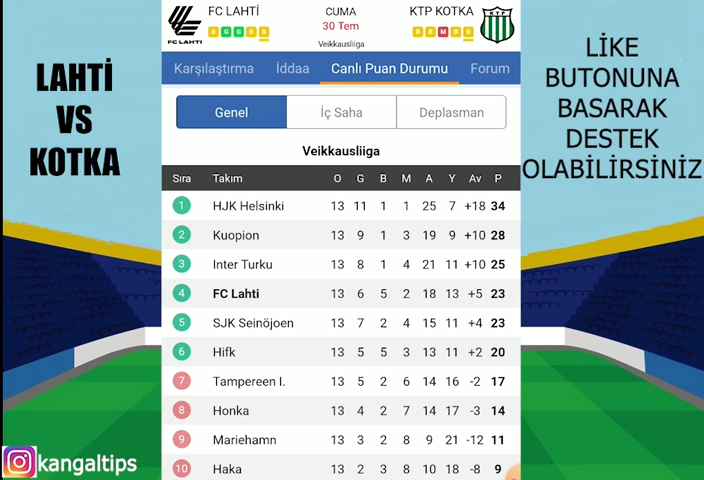 LAHTİ
VS
KOTKA
FC LAHTI
FC LAHTİ
B G G B B
CUMA
30 Tem
Veikkausliiga
KTP KOTKA
B B M B B
KTP
Karşılaştırma İddaa Canlı Puan Durumu Forum
Genel İç Saha Deplasman
Veikkausliiga
Sıra Takım O G B M A Y Av P
1 HJK Helsinki 13 11 1 1 25 7 +18 34
2 Kuopion 13 9 1 3 19 9 +10 28
3 Inter Turku 13 8 1 4 21 11 +10 25
4 FC Lahti 13 6 5 2 18 13 +5 23
5 SJK Seinöjoen 13 7 2 4 15 11 +4 23
6 Hifk 13 5 5 3 13 11 +2 20
7 Tampereen I. 13 5 2 6 14 16 -2 17
8 Honka 13 4 2 7 14 17 -3 14
9 Mariehamn 13 3 2 8 9 21 -12 11
10 Haka 13 2 3 8 10 18 -8 9
LİKE
BUTONUNA
BASARAK
DESTEK
OLABİLİRSİNİZ
kangaltips